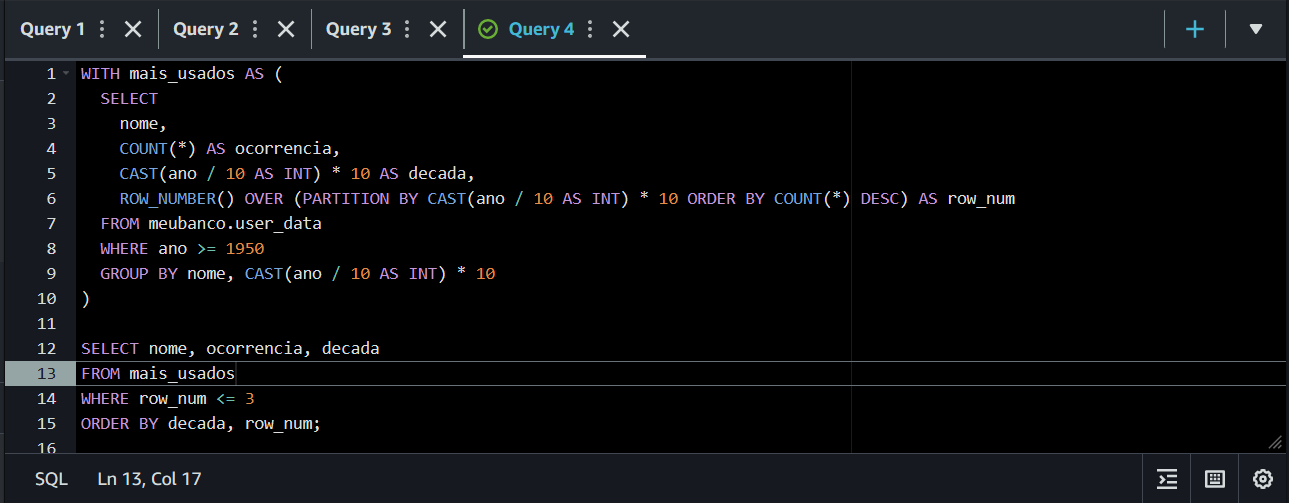 Query 1 Query 2 Query 3 Query 4
1 WITH mais_usados AS (
2 SELECT
3 nome,
4 COUNT(*) AS ocorrencia,
5 CAST(ano / 10 AS INT) * 10 AS decada,
6 ROW_NUMBER() OVER (PARTITION BY CAST(ano / 10 AS INT) * 10 ORDER BY COUNT(*) DESC) AS row_num
7 FROM meubanco.user_data
8 WHERE ano >= 1950
9 GROUP BY nome, CAST(ano / 10 AS INT) * 10
10 )
11
12 SELECT nome, ocorrencia, decada
13 FROM mais_usados
14 WHERE row_num <= 3
15 ORDER BY decada, row_num;
16
SQL Ln 13, Col 17